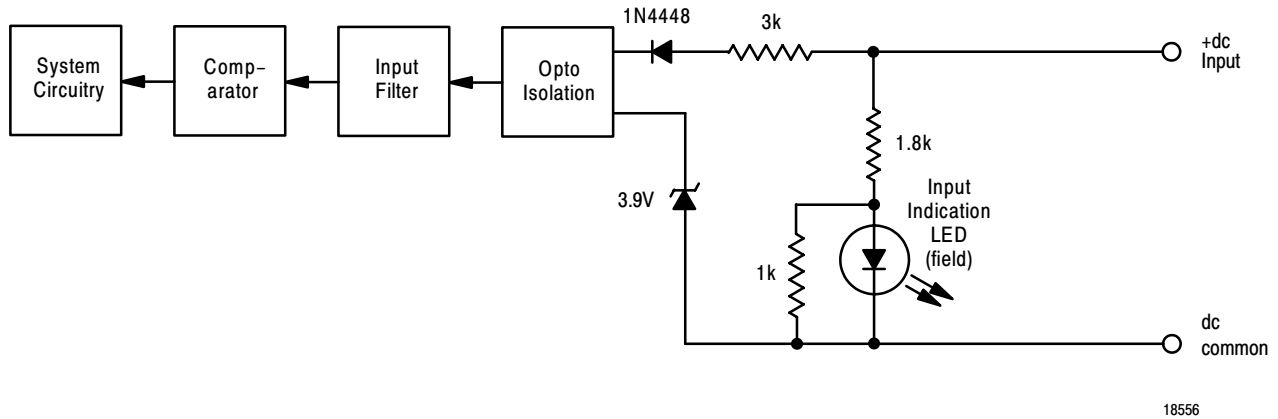 1N4448
3k
+dc
Input
System
Circuitry
Comp–
arator
Input
Filter
Opto
Isolation
1.8k
3.9V
Input
Indication
LED
(field)
1k
dc
common
18556